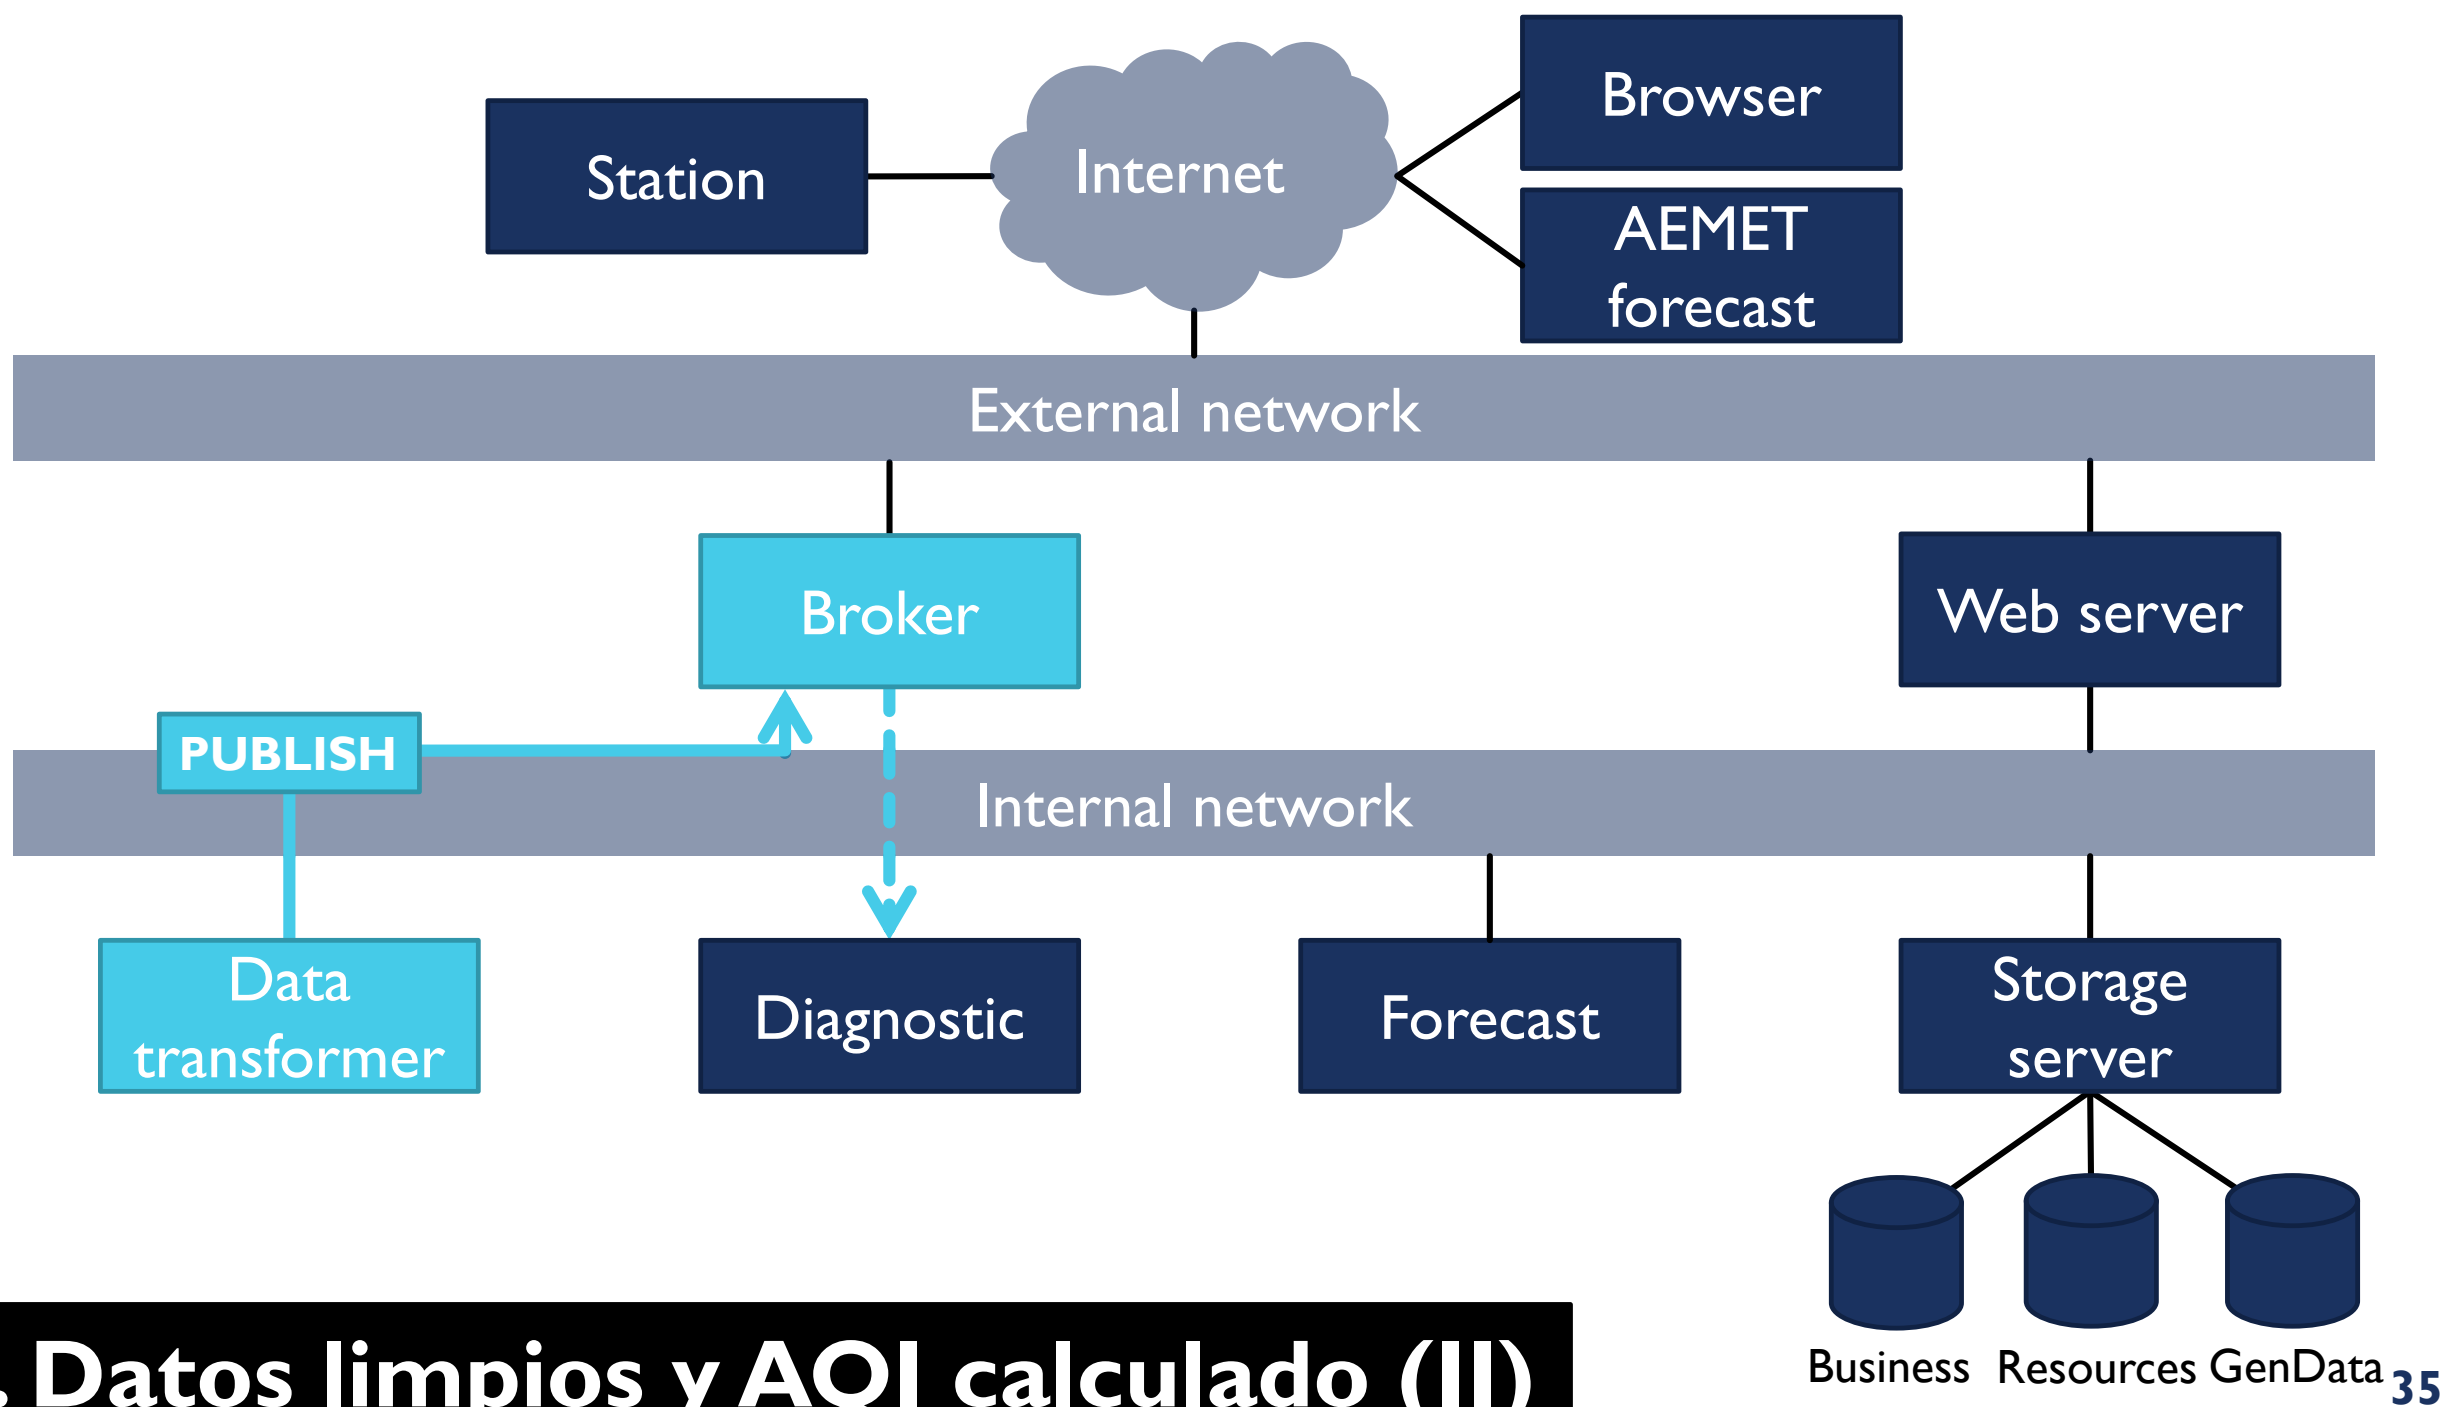 Browser
Station
Internet
AEMET
forecast
External network
Broker
Web server
PUBLISH
Internal network
Data
transformer
Diagnostic
Forecast
Storage
server
. Datos limpios y AQI calculado (II)
Business Resources GenData
35